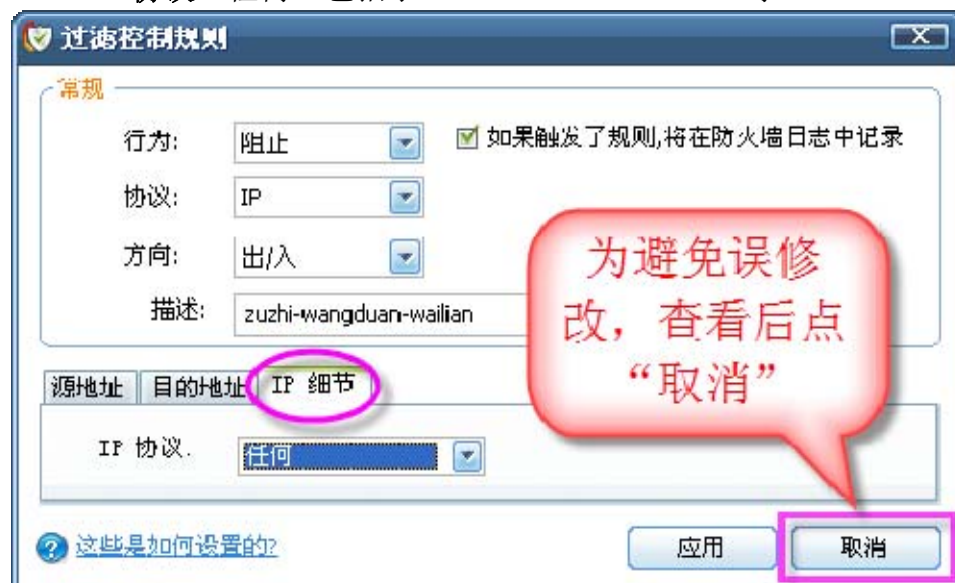 过滤控制规则
常规
行为: 阻止 如果触发了规则,将在防火墙日志中记录
协议: IP
方向: 出/入
描述: zuzhi-wangduan-wailian
为避免误修
改，查看后点
“取消”
源地址 目的地址 IP 细节
IP 协议. 任何
这些是如何设置的?
应用 取消